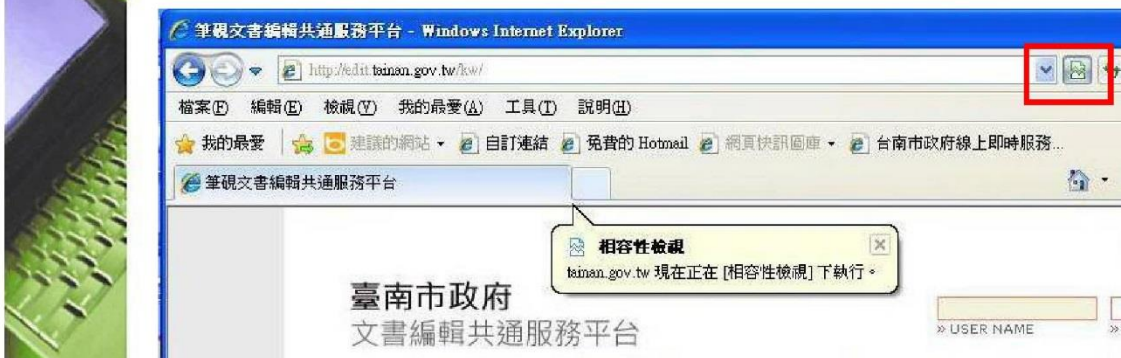 筆硯文書編輯共通服務平台 - Windows Internet Explorer
http://edit.tainan.gov.tw/kw/
檔案(F) 編輯(E) 檢視(V) 我的最愛(A) 工具(T) 說明(H)
我的最愛 建議的網站 自訂連結 免費的 Hotmail 網頁快訊圖庫 台南市政府線上即時服務...
筆硯文書編輯共通服務平台
相容性檢視
tainan.gov.tw 現在正在 [相容性檢視] 下執行。
臺南市政府
文書編輯共通服務平台
» USER NAME »